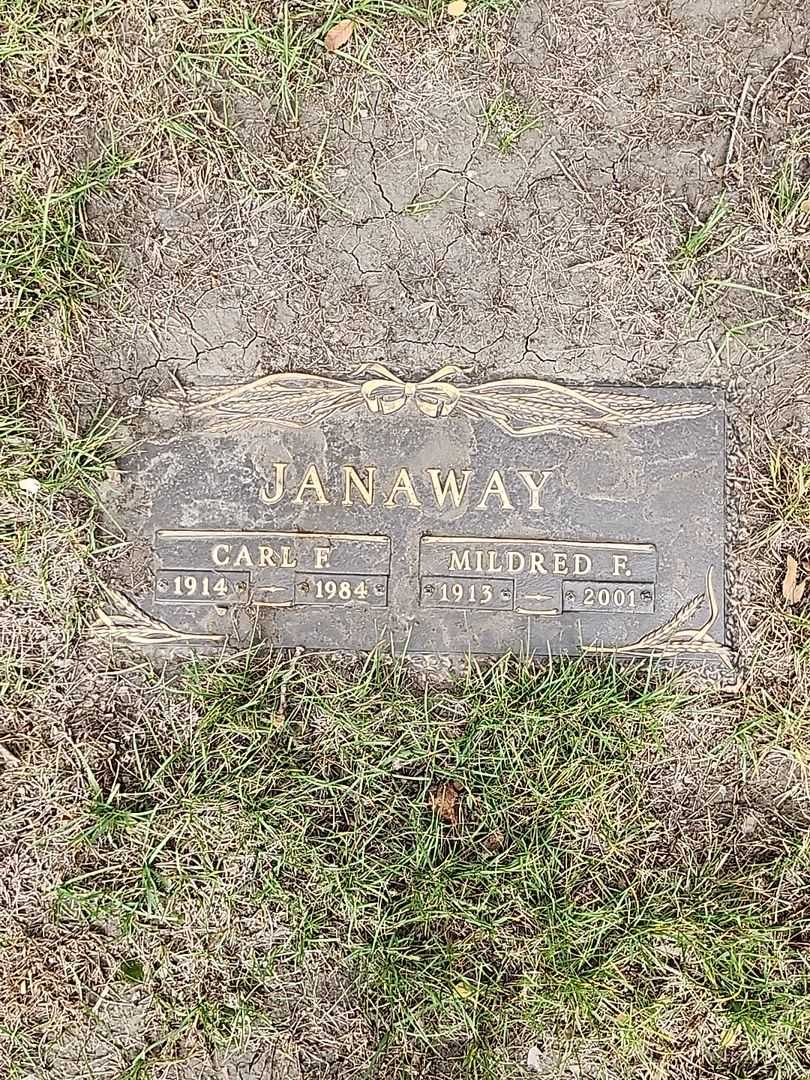 JANAWAY
CARL F. MILDRED F.
1914 – 1984 1913 – 2001